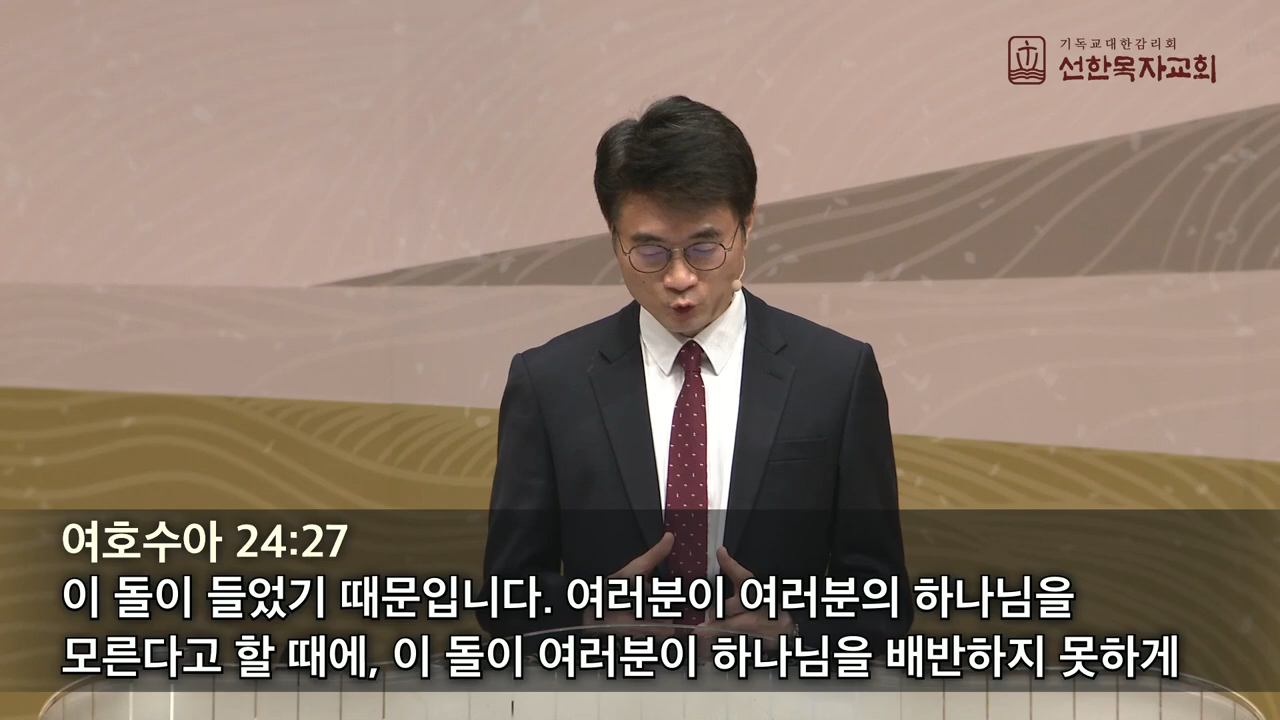 기독교대한감리회
선한목자교회
여호수아 24:27
이 돌이 들었기 때문입니다. 여러분이 여러분의 하나님을
모른다고 할 때에, 이 돌이 여러분이 하나님을 배반하지 못하게